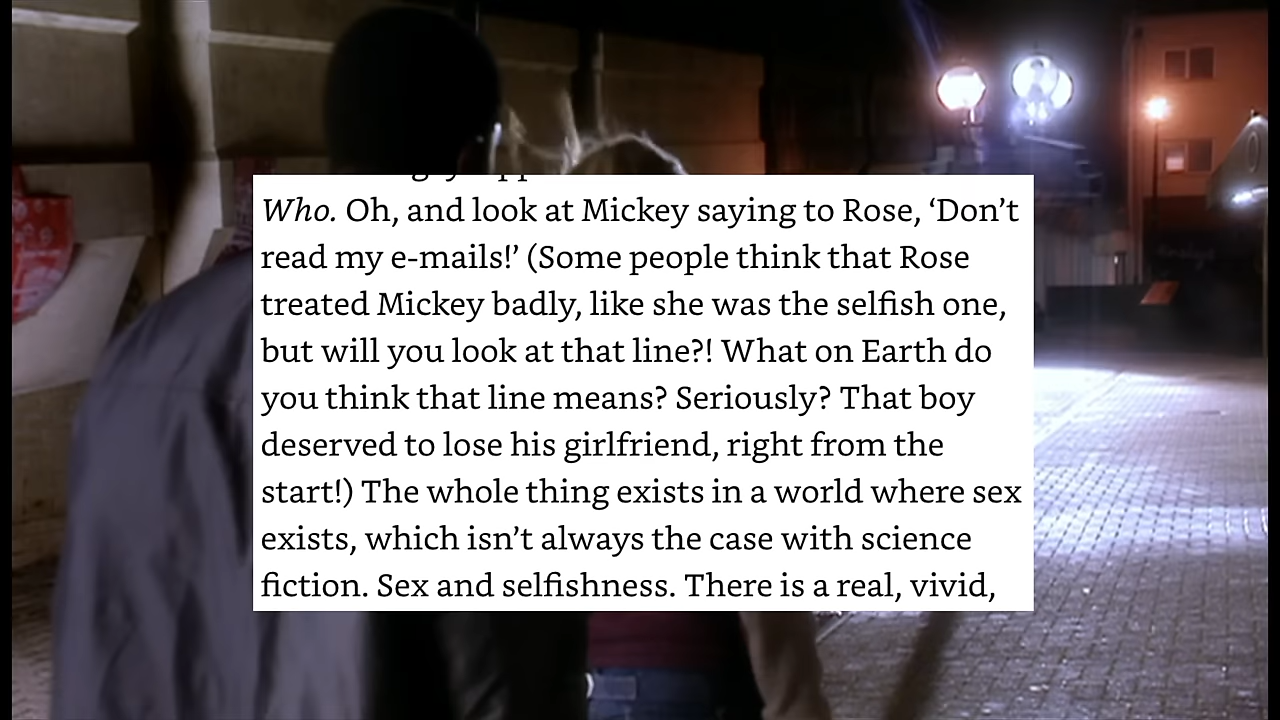 Who. Oh, and look at Mickey saying to Rose, ‘Don’t
read my e-mails!’ (Some people think that Rose
treated Mickey badly, like she was the selfish one,
but will you look at that line?! What on Earth do
you think that line means? Seriously? That boy
deserved to lose his girlfriend, right from the
start!) The whole thing exists in a world where sex
exists, which isn’t always the case with science
fiction. Sex and selfishness. There is a real, vivid,